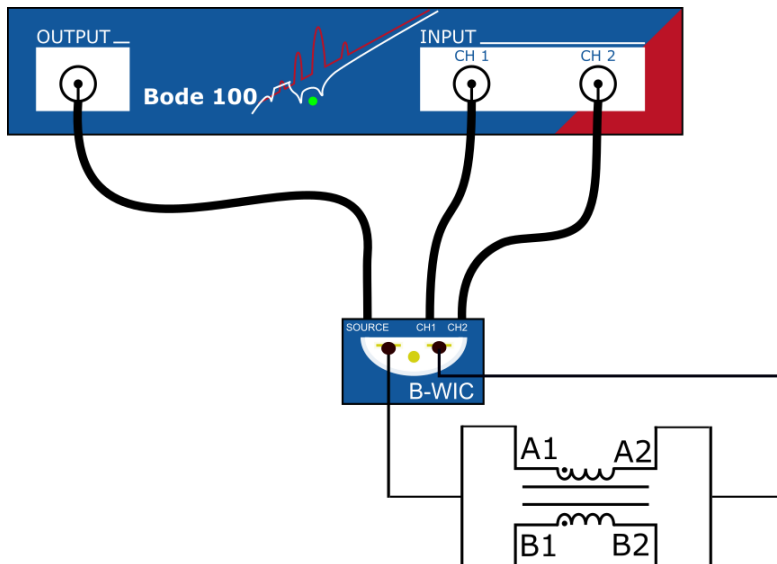 OUTPUT
INPUT
CH 1
CH 2
Bode 100
SOURCE
CH1
CH2
B-WIC
A1
A2
B1
B2